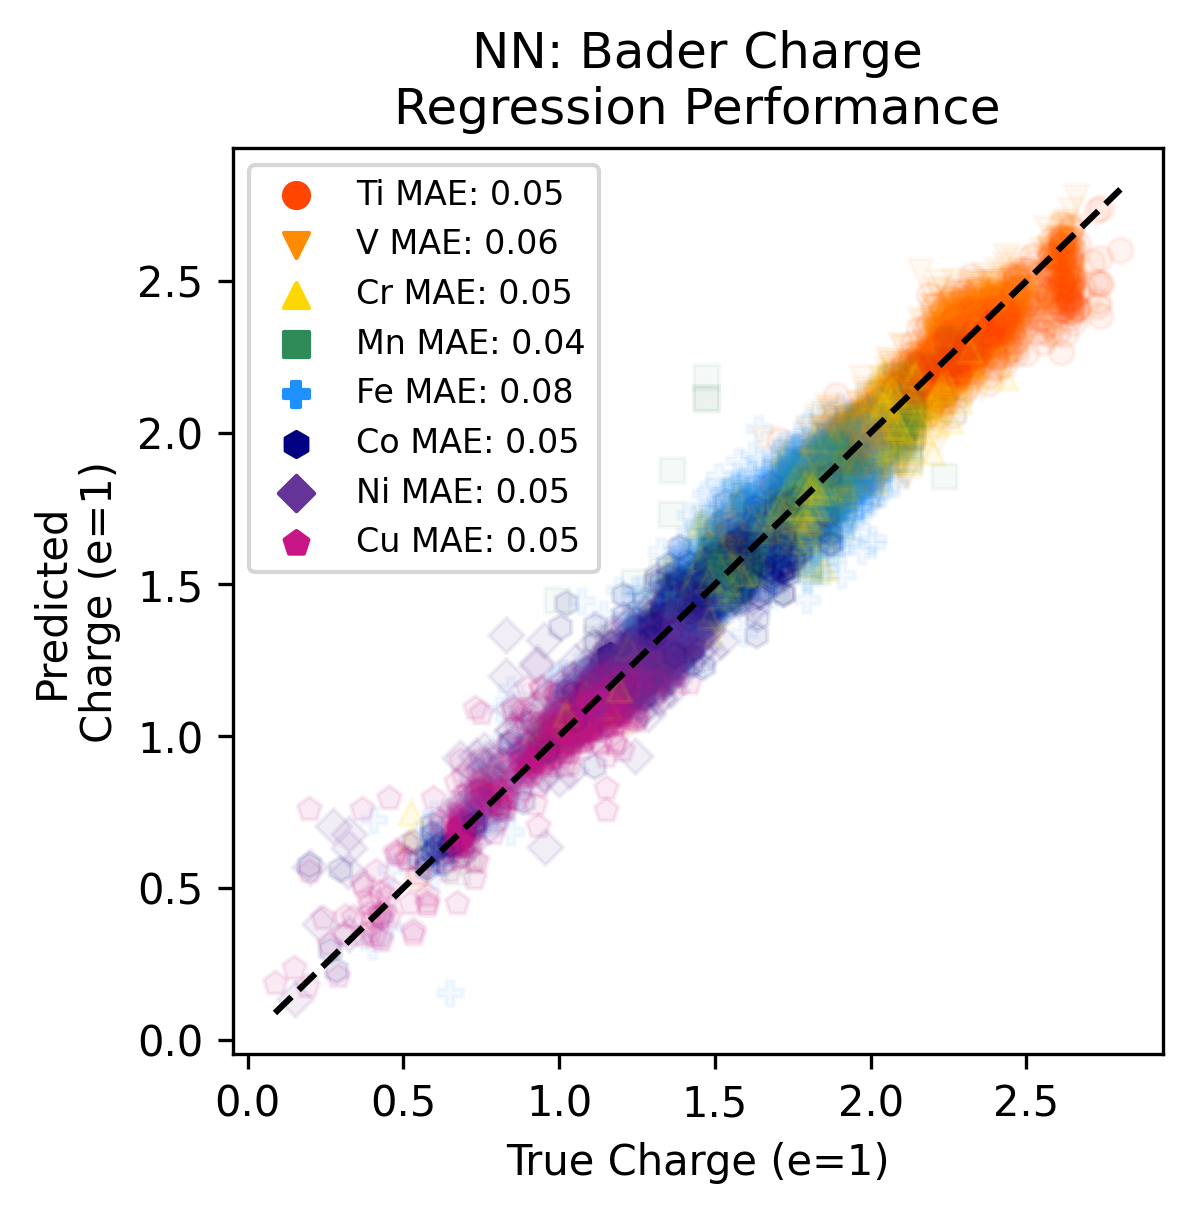 NN: Bader Charge
Regression Performance
Ti MAE: 0.05
V MAE: 0.06
Cr MAE: 0.05
Mn MAE: 0.04
Fe MAE: 0.08
Co MAE: 0.05
Ni MAE: 0.05
Cu MAE: 0.05
Predicted
Charge (e=1)
2.5
2.0
1.5
1.0
0.5
0.0
0.0 0.5 1.0 1.5 2.0 2.5
True Charge (e=1)